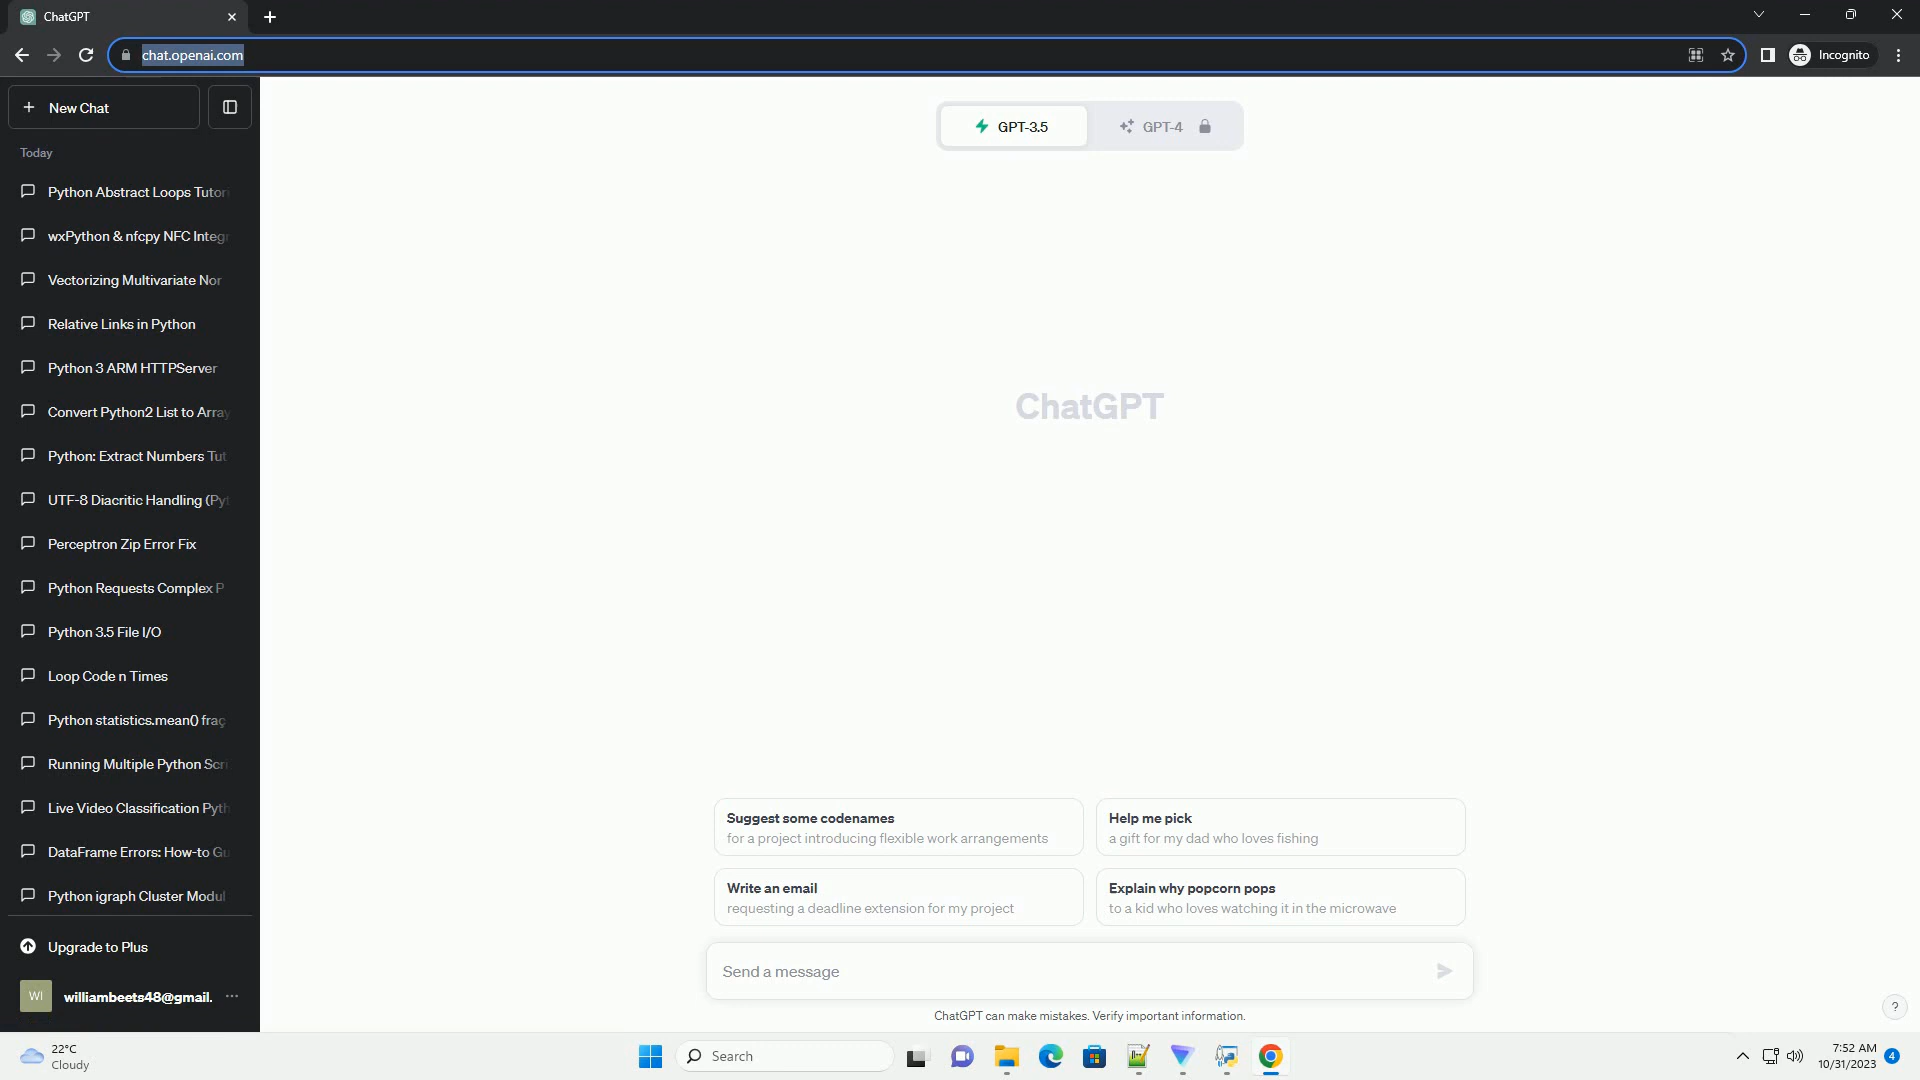 ChatGPT
chat.openai.com
Incognito
New Chat
Today
Python Abstract Loops Tutori
wxPython & nfcpy NFC Integr
Vectorizing Multivariate Nor
Relative Links in Python
Python 3 ARM HTTPServer
Convert Python2 List to Array
Python: Extract Numbers Tut
UTF-8 Diacritic Handling (Pyt
Perceptron Zip Error Fix
Python Requests Complex P
Python 3.5 File I/O
Loop Code n Times
Python statistics.mean() fraç
Running Multiple Python Scri
Live Video Classification Pyth
DataFrame Errors: How-to Gu
Python igraph Cluster Modul
Upgrade to Plus
WI
williambeets48@gmail.
GPT-3.5
GPT-4
ChatGPT
Suggest some codenames
for a project introducing flexible work arrangements
Help me pick
a gift for my dad who loves fishing
Write an email
requesting a deadline extension for my project
Explain why popcorn pops
to a kid who loves watching it in the microwave
Send a message
ChatGPT can make mistakes. Verify important information.
?
22°C
Cloudy
Search
7:52 AM
10/31/2023
4